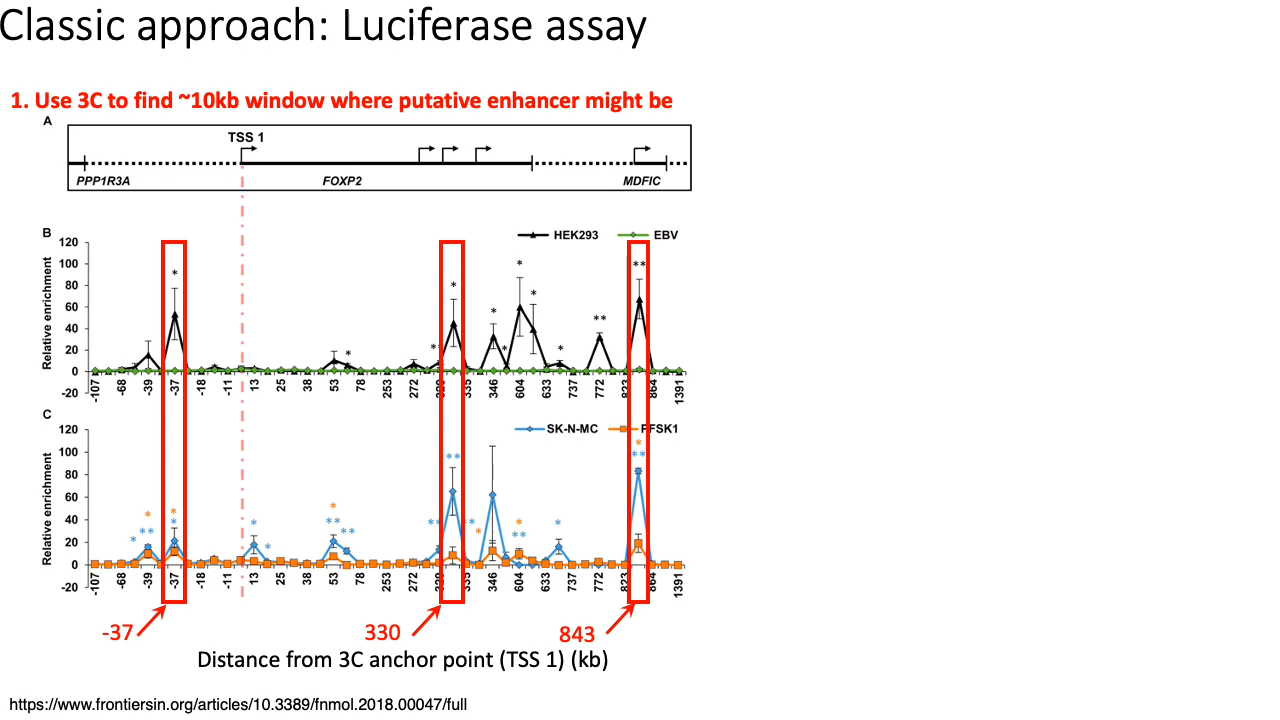 Classic approach: Luciferase assay
1. Use 3C to find ~10kb window where putative enhancer might be
A
TSS 1
PPP1R3A FOXP2 MDFIC
B
HEK293 EBV
Relative enrichment
120
100
80
60
40
20
0
-20
* * * * * * * * * ** **
-107 -68 -39 -37 -18 -11 13 25 38 53 78 253 272 346 604 633 737 772 864 1391
C
SK-N-MC
Relative enrichment
120
100
80
60
40
20
0
-20
-107 -68 -39 -37 -18 -11 13 25 38 53 78 253 272 346 604 633 737 772 864 1391
-37 330 843
Distance from 3C anchor point (TSS 1) (kb)
https://www.frontiersin.org/articles/10.3389/fnmol.2018.00047/full